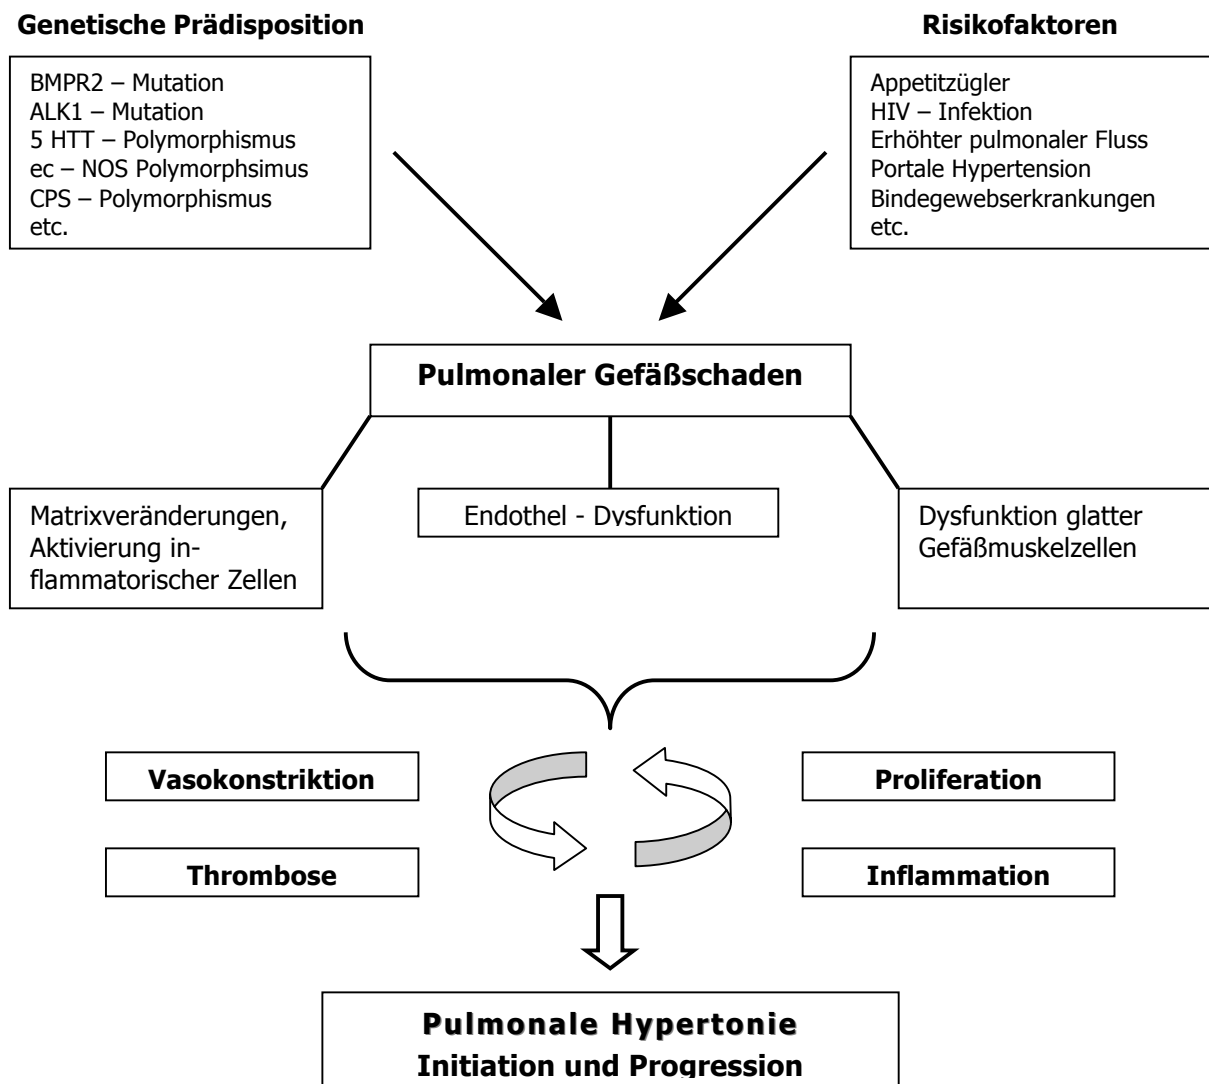 Genetische Prädisposition
BMPR2 – Mutation
ALK1 – Mutation
5 HTT – Polymorphismus
ec – NOS Polymorphsimus
CPS – Polymorphismus
etc.
Risikofaktoren
Appetitzügler
HIV – Infektion
Erhöhter pulmonaler Fluss
Portale Hypertension
Bindegewebserkrankungen
etc.
Pulmonaler Gefäßschaden
Matrixveränderungen,
Aktivierung in-
flammatorischer Zellen
Endothel - Dysfunktion
Dysfunktion glatter
Gefäßmuskelzellen
Vasokonstriktion
Proliferation
Thrombose
Inflammation
Pulmonale Hypertonie
Initiation und Progression